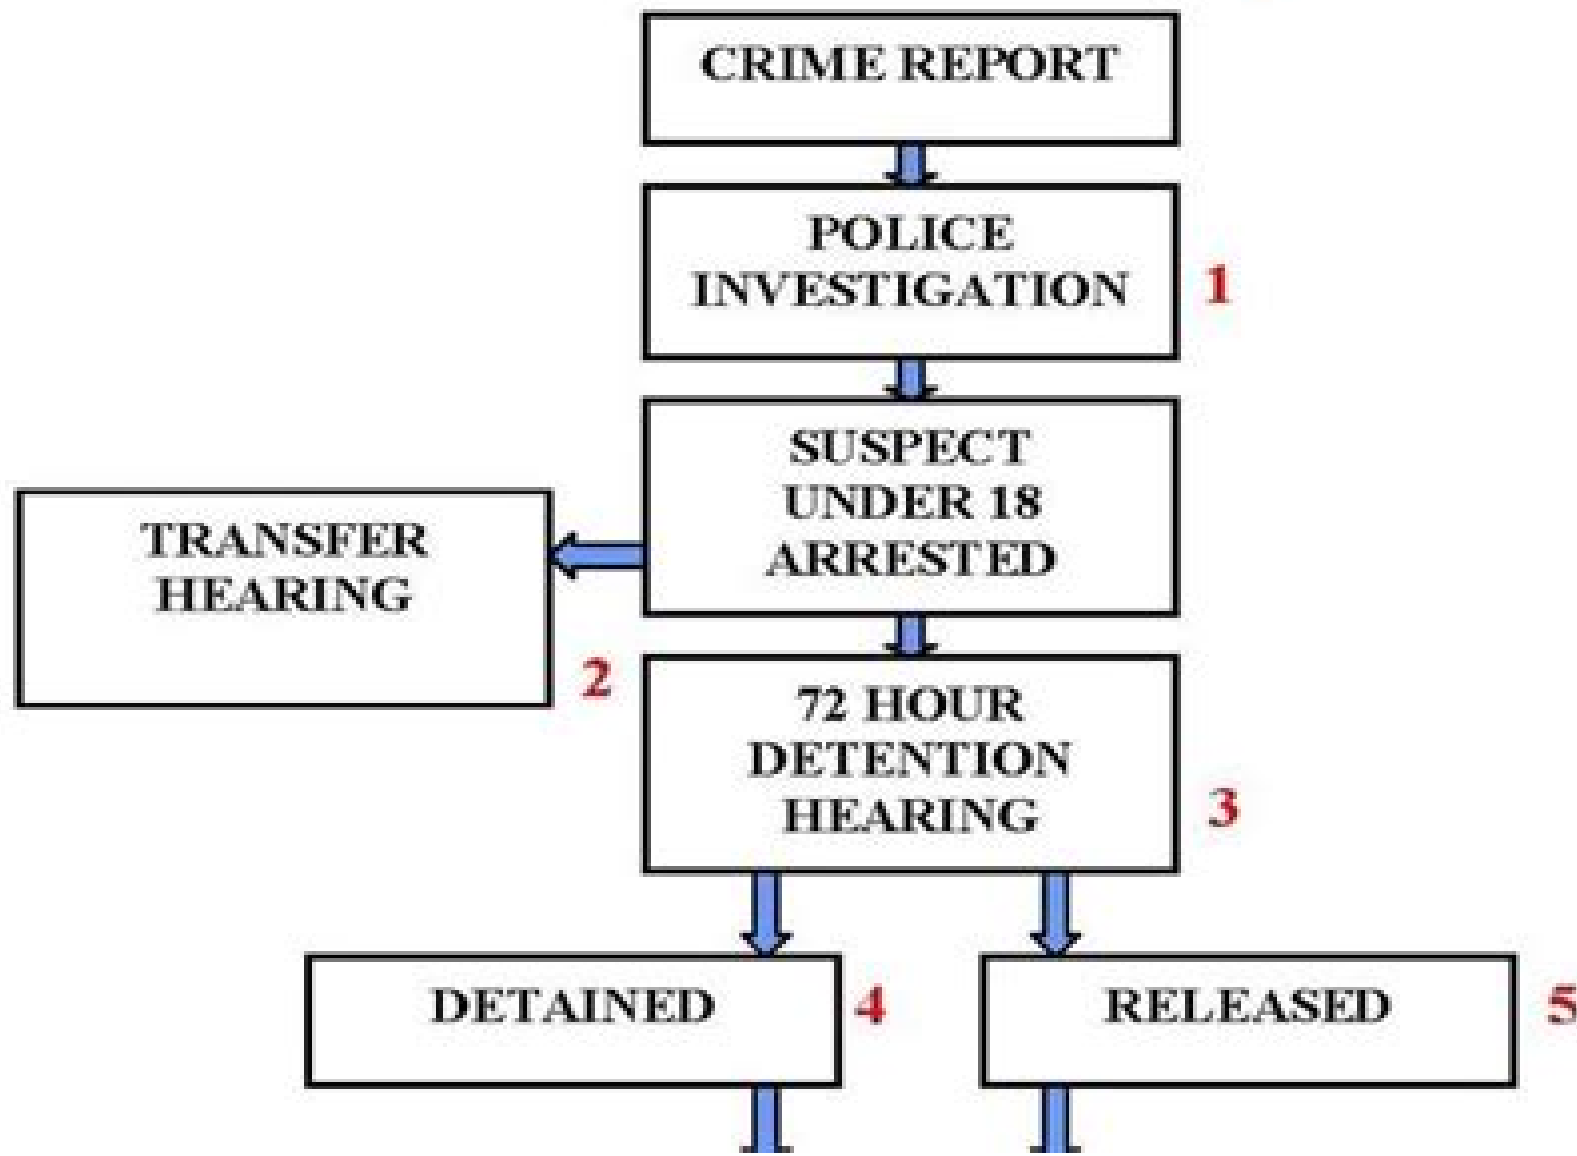 CRIME REPORT
POLICE
INVESTIGATION
1
SUSPECT
UNDER 18
ARRESTED
TRANSFER
HEARING
2
72 HOUR
DETENTION
HEARING
3
DETAINED
4
RELEASED
5